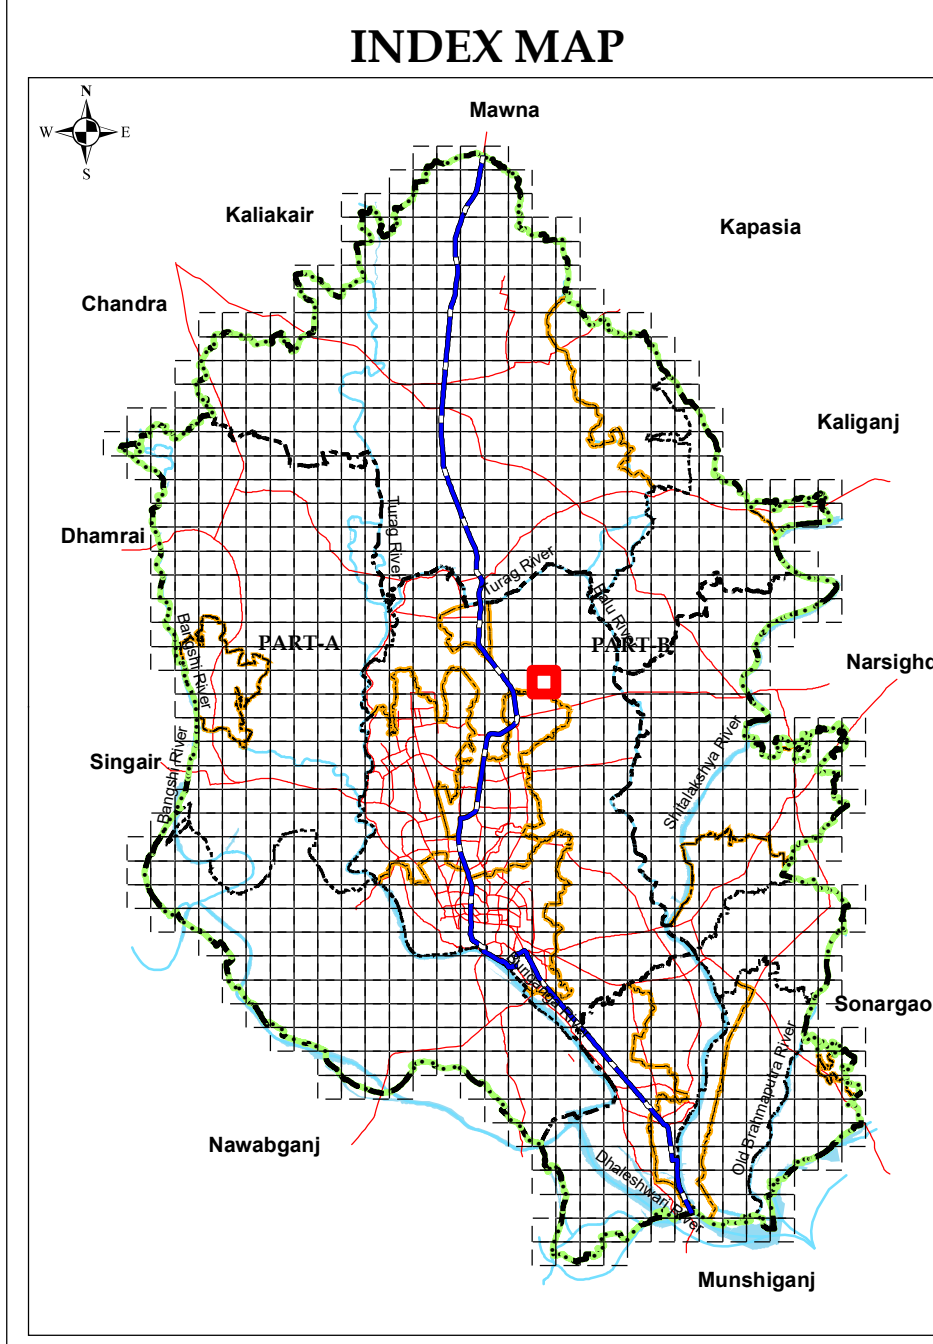 INDEX MAP
N
W E
S
Mawna
Kaliakair
Kapasia
Chandra
Kaliganj
Dhamrai
Turag River
Turag River
Balu River
Bangshi River
PART-A
PART-B
Narsighd
Shitalakshya River
Singair
Bangshi River
Buriganga River
Sonargao
Old Brahmaputra River
Nawabganj
Dhaleshwari River
Munshiganj